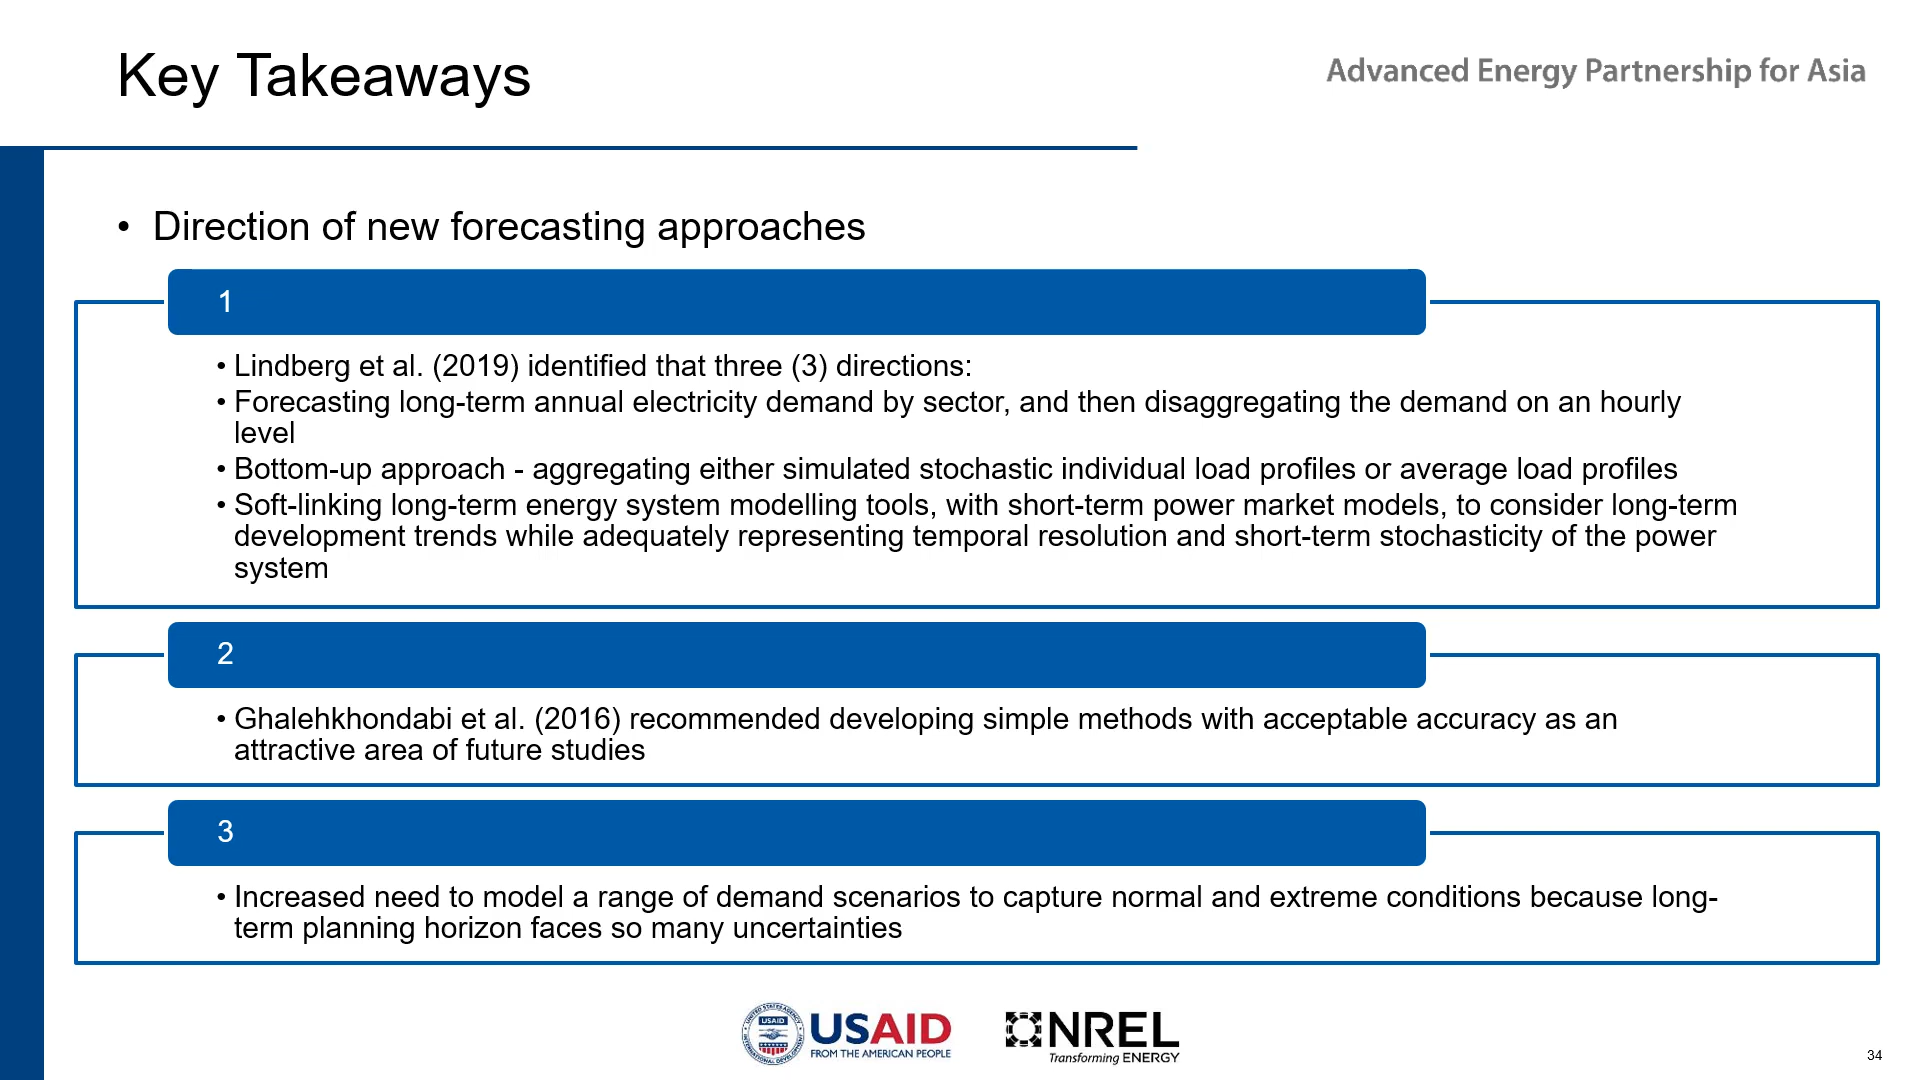 Key Takeaways
Advanced Energy Partnership for Asia
• Direction of new forecasting approaches
1
• Lindberg et al. (2019) identified that three (3) directions:
• Forecasting long-term annual electricity demand by sector, and then disaggregating the demand on an hourly
level
• Bottom-up approach - aggregating either simulated stochastic individual load profiles or average load profiles
• Soft-linking long-term energy system modelling tools, with short-term power market models, to consider long-term
development trends while adequately representing temporal resolution and short-term stochasticity of the power
system
2
• Ghalehkhondabi et al. (2016) recommended developing simple methods with acceptable accuracy as an
attractive area of future studies
3
• Increased need to model a range of demand scenarios to capture normal and extreme conditions because long-
term planning horizon faces so many uncertainties
UNITED STATES AGENCY
USAID
INTERNATIONAL DEVELOPMENT
USAID
FROM THE AMERICAN PEOPLE
NREL
Transforming ENERGY
34